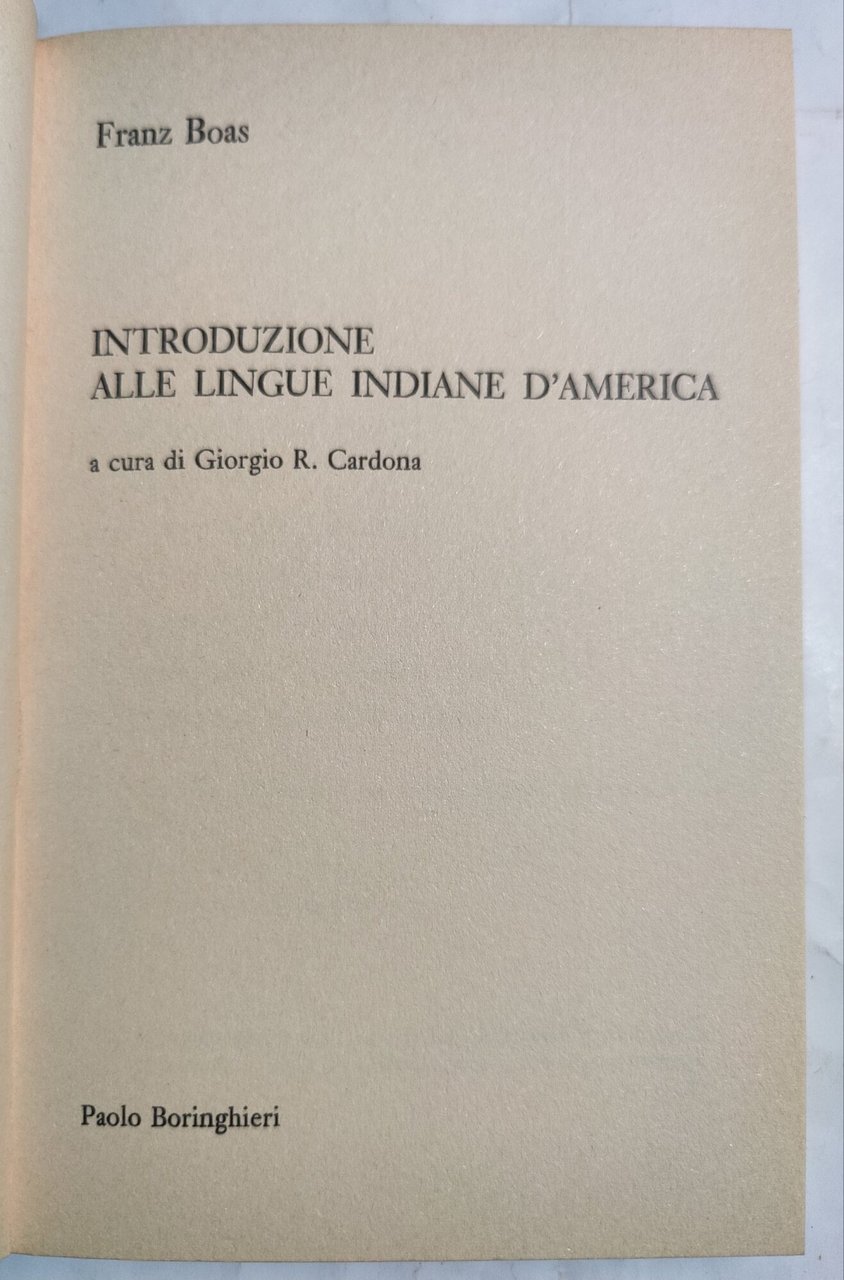 Franz Boas
INTRODUZIONE
ALLE LINGUE INDIANE D'AMERICA
a cura di Giorgio R. Cardona
Paolo Boringhieri